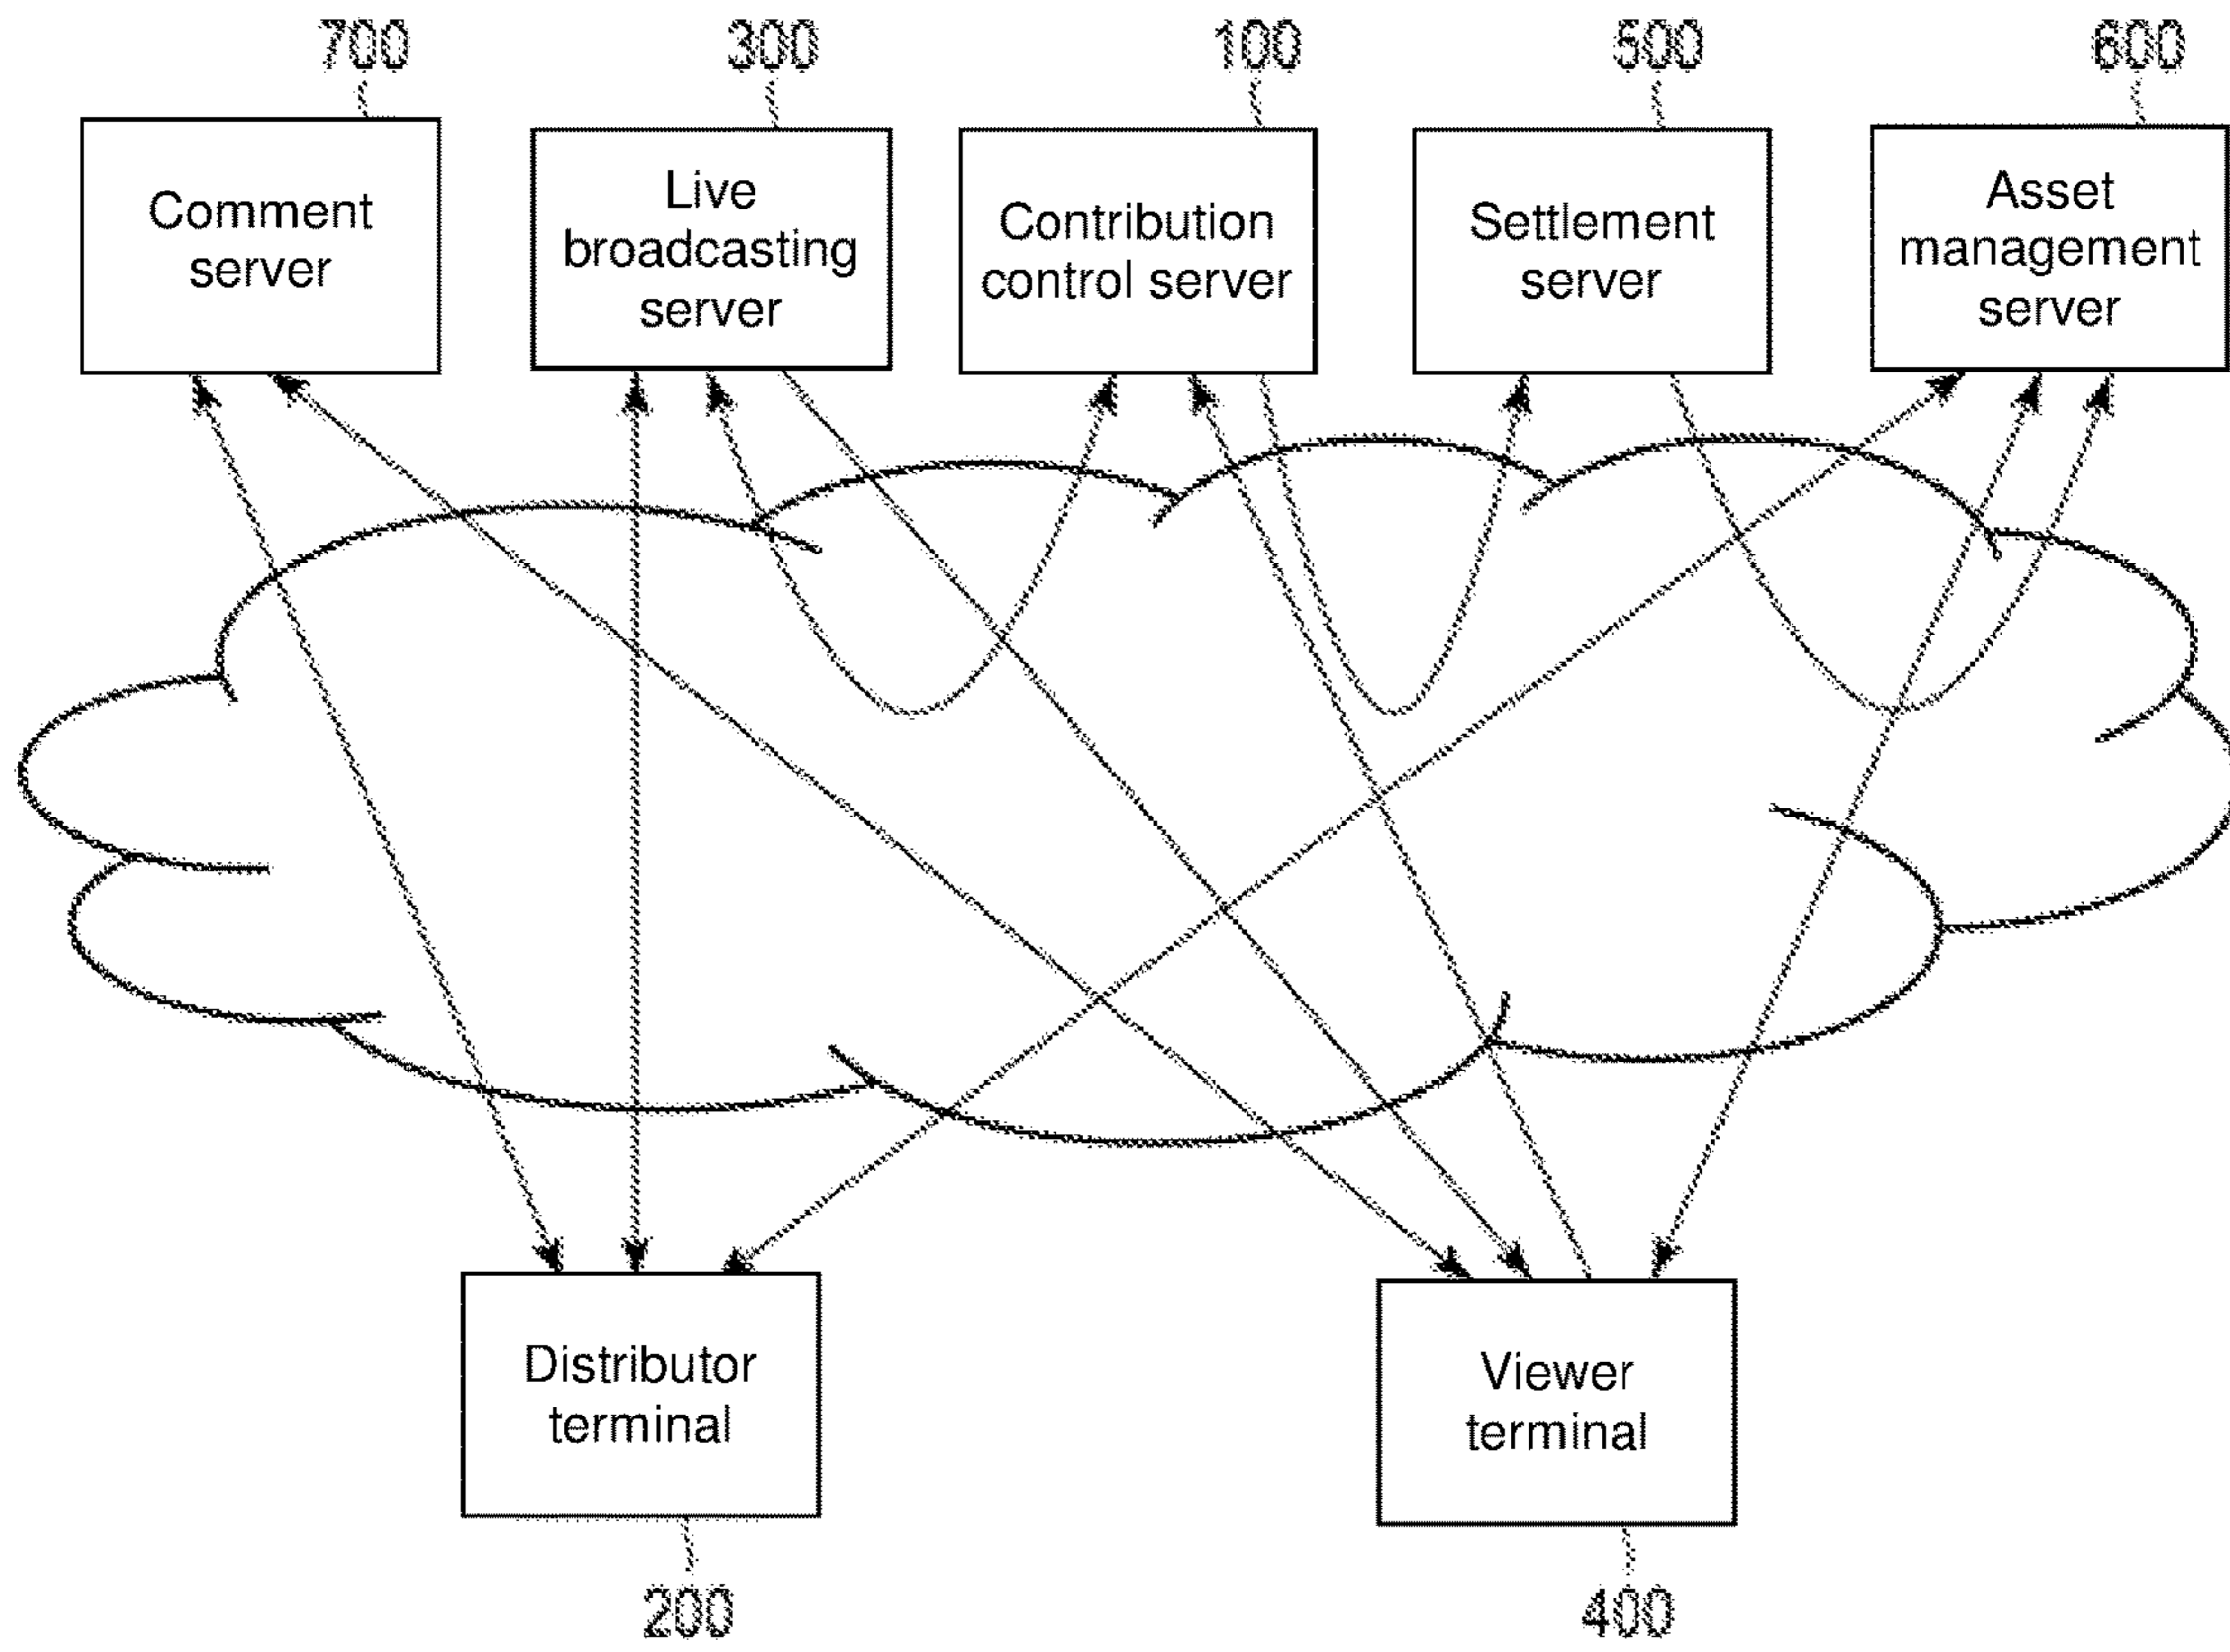 700
300
100
500
600
Comment
server
Live
broadcasting
server
Contribution
control server
Settlement
server
Asset
management
server
Distributor
terminal
Viewer
terminal
200
400